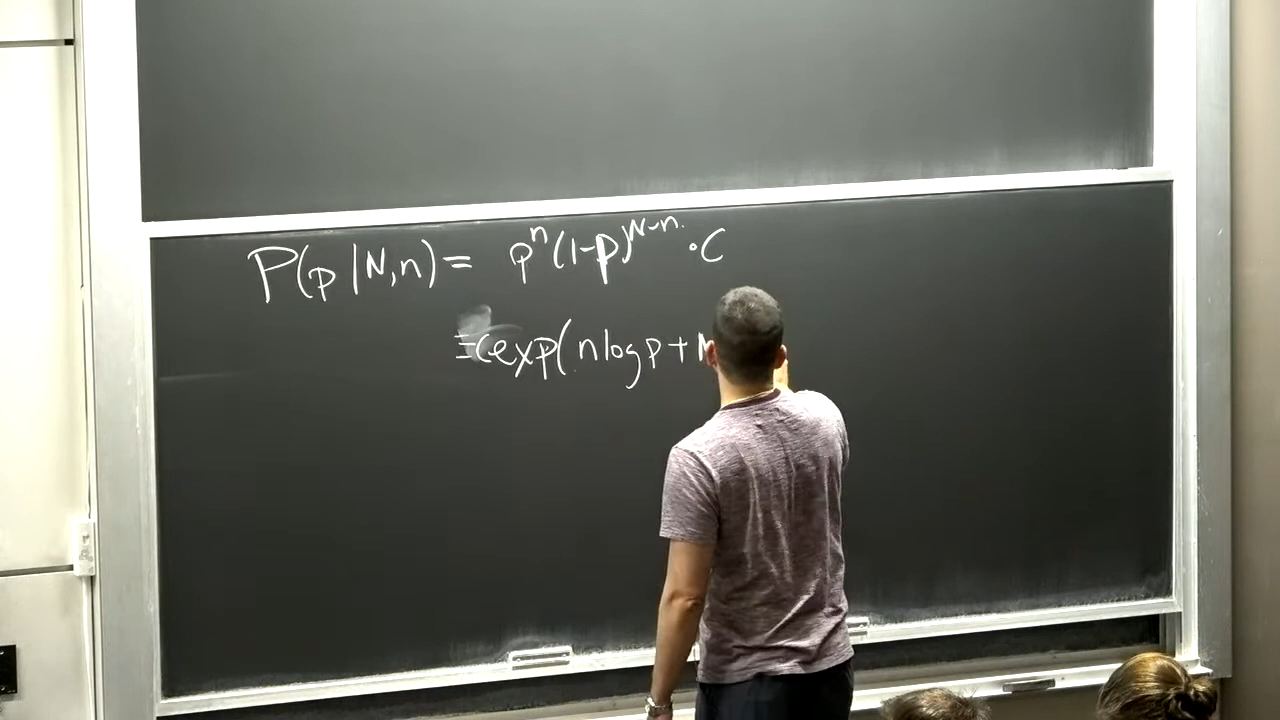 P(p|N,n) = p^n (1-p)^{N-n} · C
= C exp( n log p + N